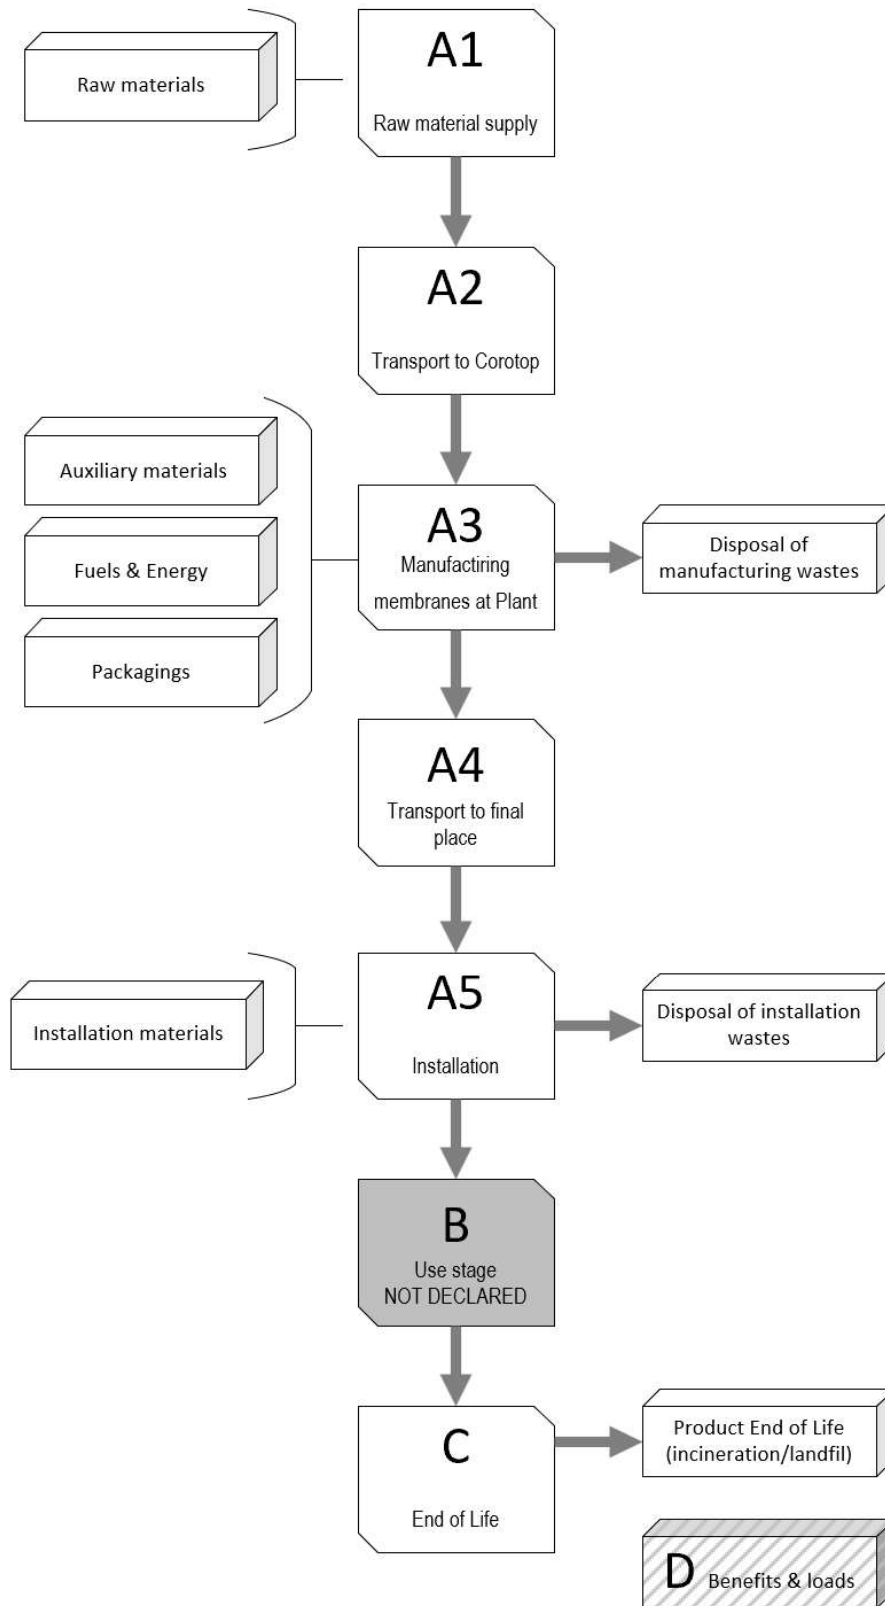 A1
Raw materials
Raw material supply
A2
Transport to Corotop
Auxiliary materials
Fuels & Energy
Packagings
A3
Manufactiring
membranes at Plant
Disposal of
manufacturing wastes
A4
Transport to final
place
Installation materials
A5
Installation
Disposal of installation
wastes
B
Use stage
NOT DECLARED
C
End of Life
Product End of Life
(incineration/landfil)
D Benefits & loads